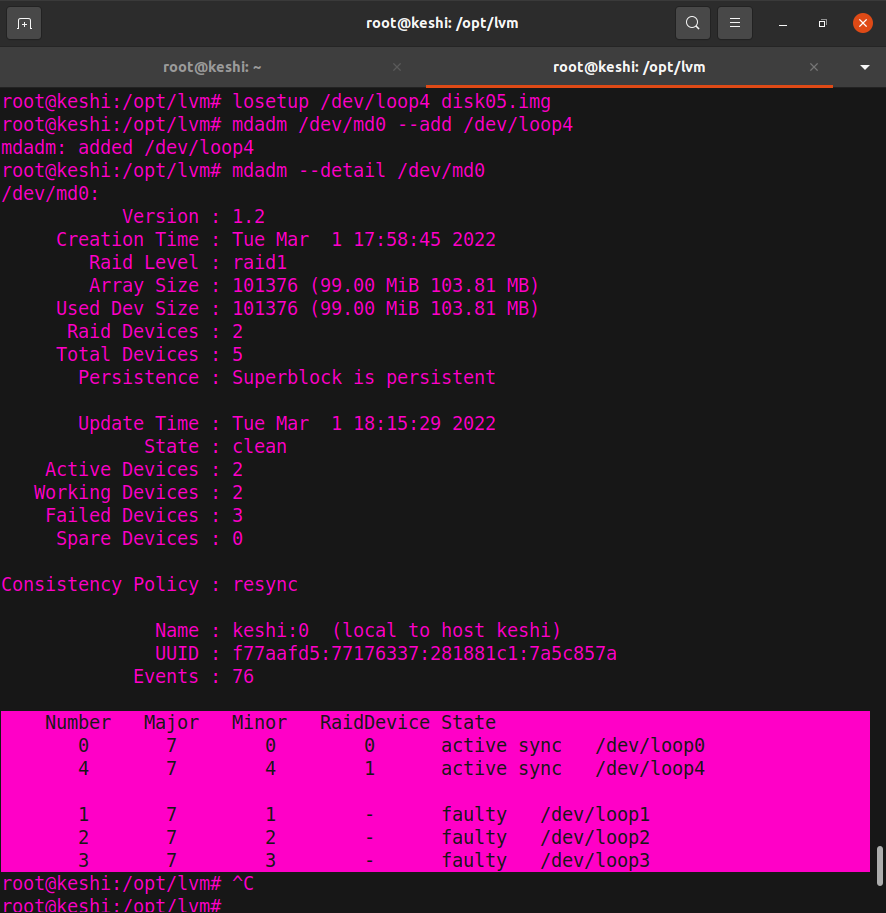 root@keshi: /opt/lvm
root@keshi: ~
root@keshi: /opt/lvm
root@keshi:/opt/lvm# losetup /dev/loop4 disk05.img
root@keshi:/opt/lvm# mdadm /dev/md0 --add /dev/loop4
mdadm: added /dev/loop4
root@keshi:/opt/lvm# mdadm --detail /dev/md0
/dev/md0:
Version : 1.2
Creation Time : Tue Mar  1 17:58:45 2022
Raid Level : raid1
Array Size : 101376 (99.00 MiB 103.81 MB)
Used Dev Size : 101376 (99.00 MiB 103.81 MB)
Raid Devices : 2
Total Devices : 5
Persistence : Superblock is persistent
Update Time : Tue Mar  1 18:15:29 2022
State : clean
Active Devices : 2
Working Devices : 2
Failed Devices : 3
Spare Devices : 0
Consistency Policy : resync
Name : keshi:0  (local to host keshi)
UUID : f77aafd5:77176337:281881c1:7a5c857a
Events : 76
Number   Major   Minor   RaidDevice State
0       7        0        0      active sync   /dev/loop0
4       7        4        1      active sync   /dev/loop4
1       7        1        -      faulty   /dev/loop1
2       7        2        -      faulty   /dev/loop2
3       7        3        -      faulty   /dev/loop3
root@keshi:/opt/lvm# ^C
root@keshi:/opt/lvm#